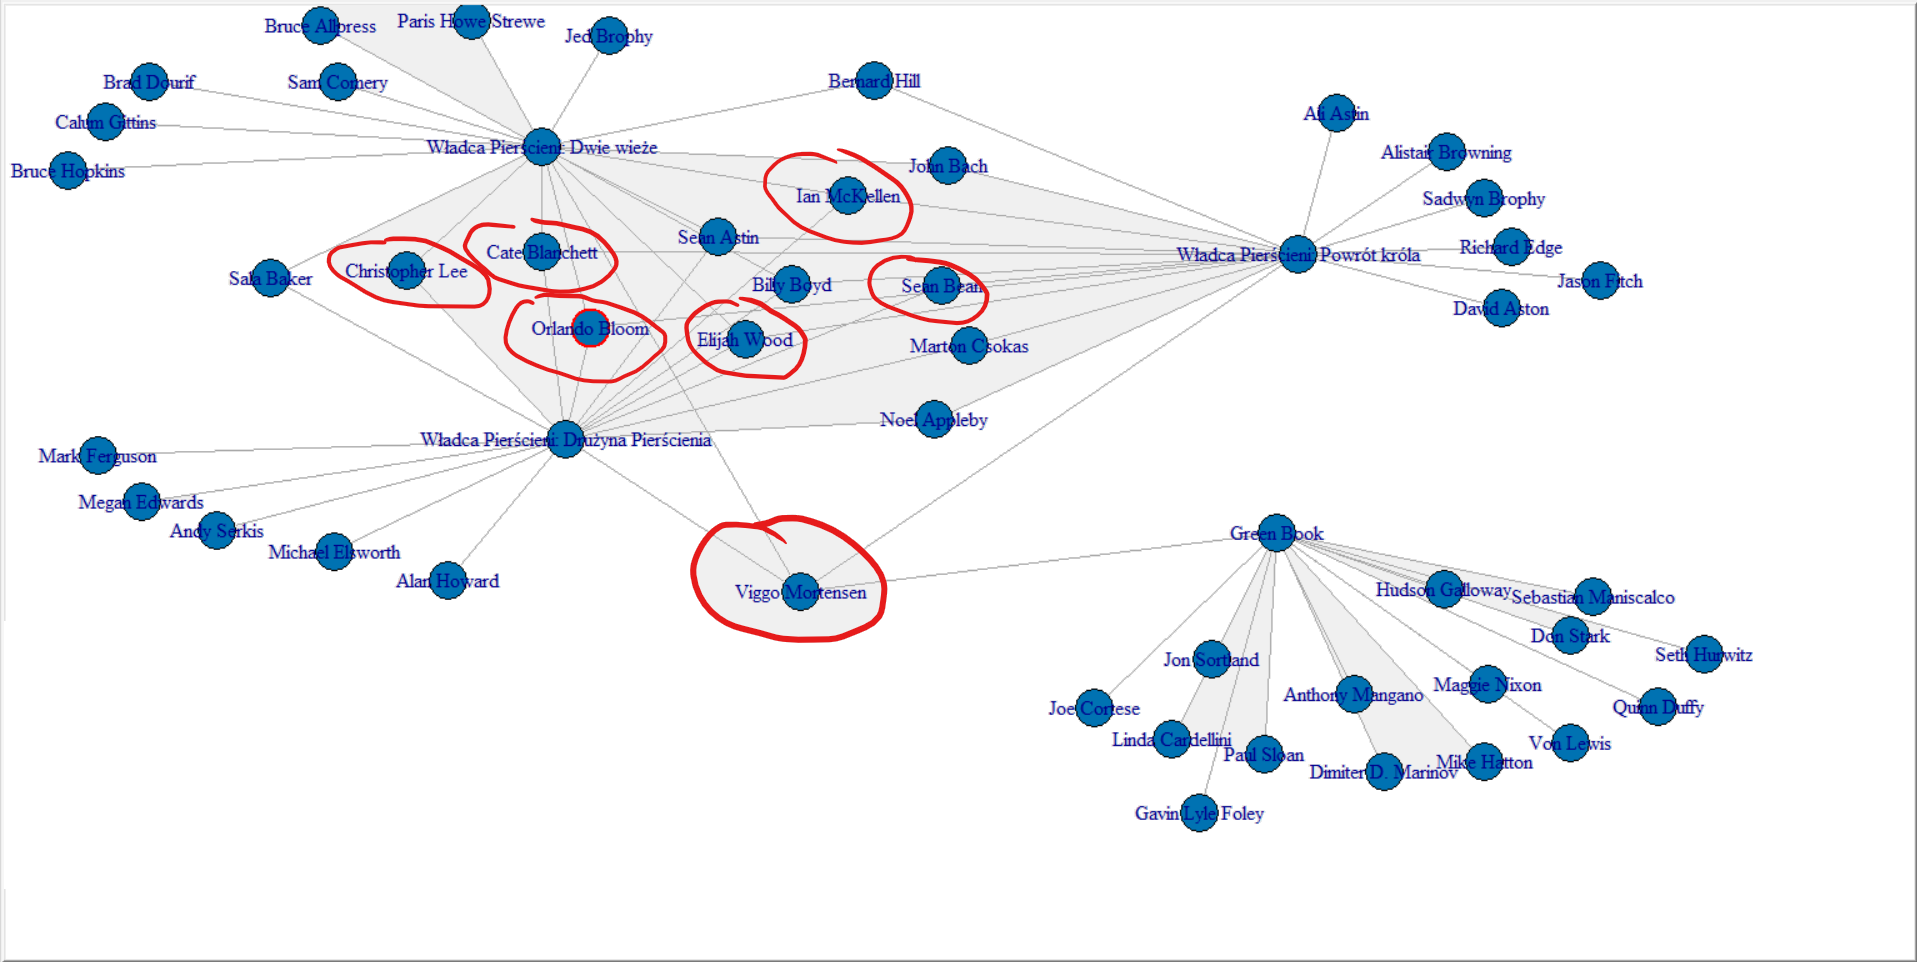 Bruce Allpress
Paris Howe Strewe
Jed Brophy
Brad Dourif
Sam Comery
Bernard Hill
Calum Gittins
Ali Astin
Władca Pierścieni: Dwie wieże
Alistair Browning
Bruce Hopkins
John Bach
Ian McKellen
Sadwyn Brophy
Sean Astin
Richard Edge
Cate Blanchett
Władca Pierścieni: Powrót króla
Christopher Lee
Sala Baker
Billy Boyd
Sean Bean
Jason Fitch
David Aston
Orlando Bloom
Elijah Wood
Marton Csokas
Noel Appleby
Władca Pierścieni: Drużyna Pierścienia
Mark Ferguson
Megan Edwards
Andy Serkis
Green Book
Michael Elsworth
Alan Howard
Viggo Mortensen
Hudson Galloway
Sebastian Maniscalco
Don Stark
Seth Hurwitz
Jon Sortland
Maggie Nixon
Anthony Mangano
Joe Cortese
Quinn Duffy
Linda Cardellini
Von Lewis
Paul Sloan
Mike Hatton
Dimiter D. Marinov
Gavin Lyle Foley